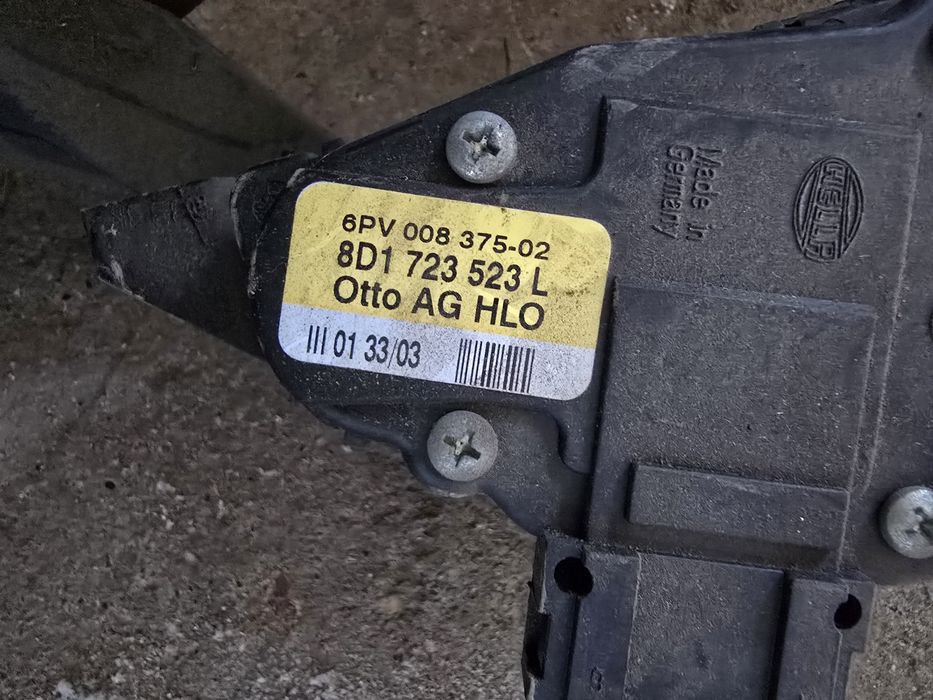 6PV 008 375-02
8D1 723 523 L
Otto AG HLO
III 01 33/03
Made in
Germany
HELLA